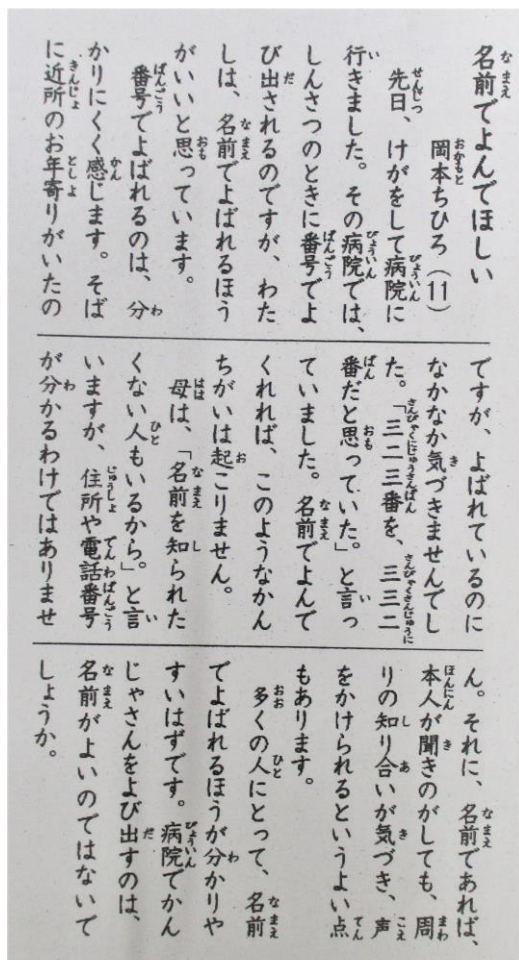 名前でよんでほしい
岡本ちひろ（11）
先日、けがをして病院に
行きました。その病院では、
しんさつのときに番号でよ
び出されるのですが、わた
しは、名前でよばれるほう
がいいと思っています。
番号でよばれるのは、分
かりにくく感じます。そば
に近所のお年寄りがいたの
ですが、よばれているのに
なかなか気づきませんでし
た。「三二三番を、三三二
番だと思っていた。」と言っ
ていました。名前でよんで
くれれば、このようなかん
ちがいは起こりません。
母は、「名前を知られた
くない人もいるから。」と言
いますが、住所や電話番号
が分かるわけではありませ
ん。それに、名前であれば、
本人が聞きのがしても、周
りの知り合いが気づき、声
をかけられるというよい点
もあります。
多くの人にとって、名前
でよばれるほうが分かりや
すいはずです。病院でかん
じゃさんをよび出すのは、
名前がよいのではないで
しょうか。